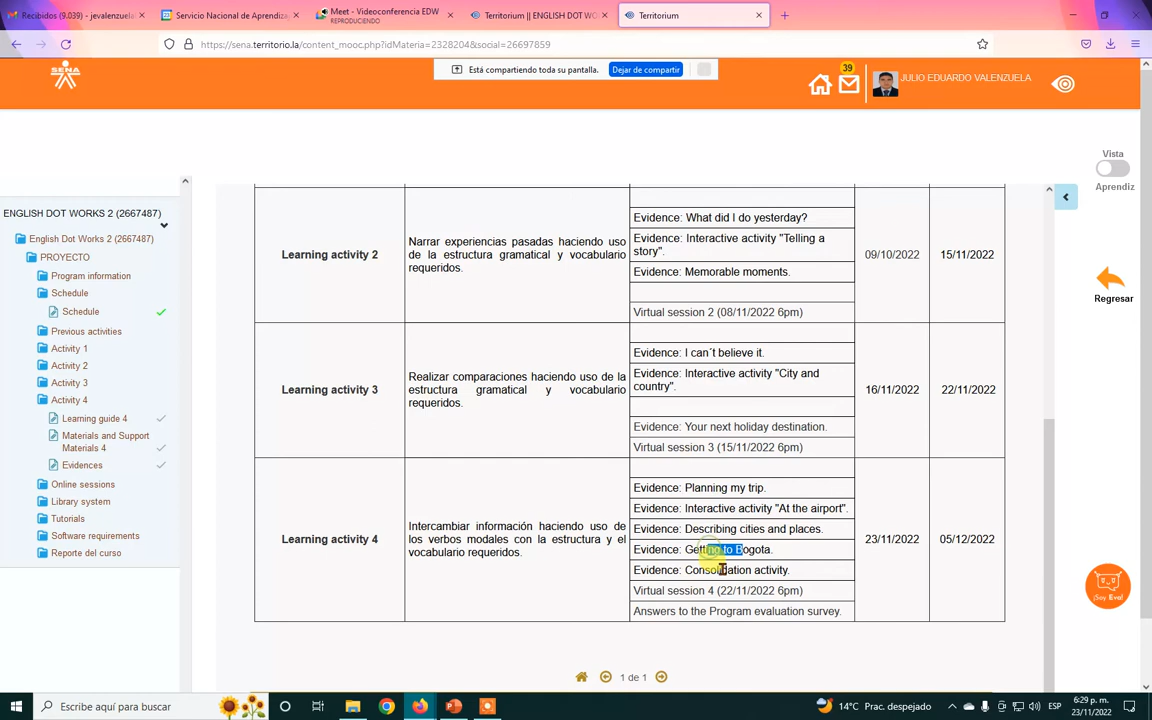 Recibidos (9.039) - jevalenzuela
Servicio Nacional de Aprendizaj
Meet - Videoconferencia EDW
REPRODUCIENDO
Territorium || ENGLISH DOT WO
Territorium
https://sena.territorio.la/content_mooc.php?idMateria=2328204&social=26697859
Está compartiendo toda su pantalla.
Dejar de compartir
SENA
39
JULIO EDUARDO VALENZUELA
Vista
Aprendiz
Regresar
ENGLISH DOT WORKS 2 (2667487)
English Dot Works 2 (2667487)
PROYECTO
Program information
Schedule
Schedule
Previous activities
Activity 1
Activity 2
Activity 3
Activity 4
Learning guide 4
Materials and Support
Materials 4
Evidences
Online sessions
Library system
Tutorials
Software requirements
Reporte del curso
Learning activity 2
Narrar experiencias pasadas haciendo uso
de la estructura gramatical y vocabulario
requeridos.
Evidence: What did I do yesterday?
Evidence: Interactive activity "Telling a
story".
Evidence: Memorable moments.
Virtual session 2 (08/11/2022 6pm)
09/10/2022
15/11/2022
Learning activity 3
Realizar comparaciones haciendo uso de la
estructura gramatical y vocabulario
requeridos.
Evidence: I can´t believe it.
Evidence: Interactive activity "City and
country".
Evidence: Your next holiday destination.
Virtual session 3 (15/11/2022 6pm)
16/11/2022
22/11/2022
Learning activity 4
Intercambiar información haciendo uso de
los verbos modales con la estructura y el
vocabulario requeridos.
Evidence: Planning my trip.
Evidence: Interactive activity "At the airport".
Evidence: Describing cities and places.
Evidence: Getting to Bogota.
Evidence: Consolidation activity.
Virtual session 4 (22/11/2022 6pm)
Answers to the Program evaluation survey.
23/11/2022
05/12/2022
1 de 1
¡Soy Eva!
Escribe aquí para buscar
14°C Prac. despejado
ESP
6:29 p. m.
23/11/2022